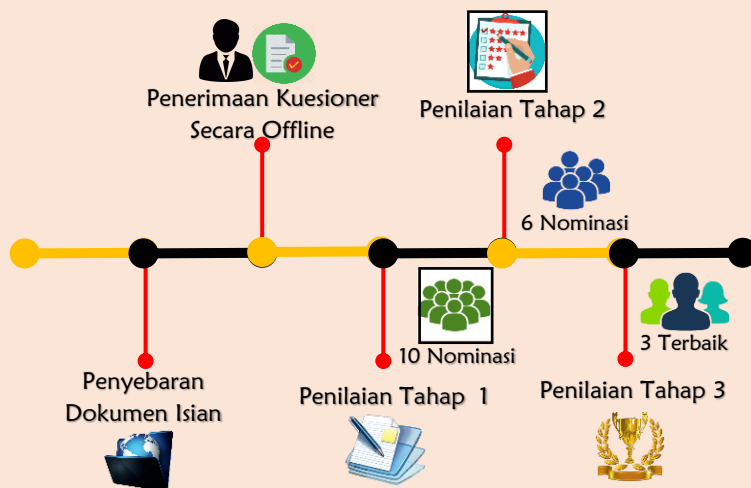 Penerimaan Kuesioner
Secara Offline
Penilaian Tahap 2
6 Nominasi
10 Nominasi
3 Terbaik
Penyebaran
Dokumen Isian
Penilaian Tahap 1
Penilaian Tahap 3